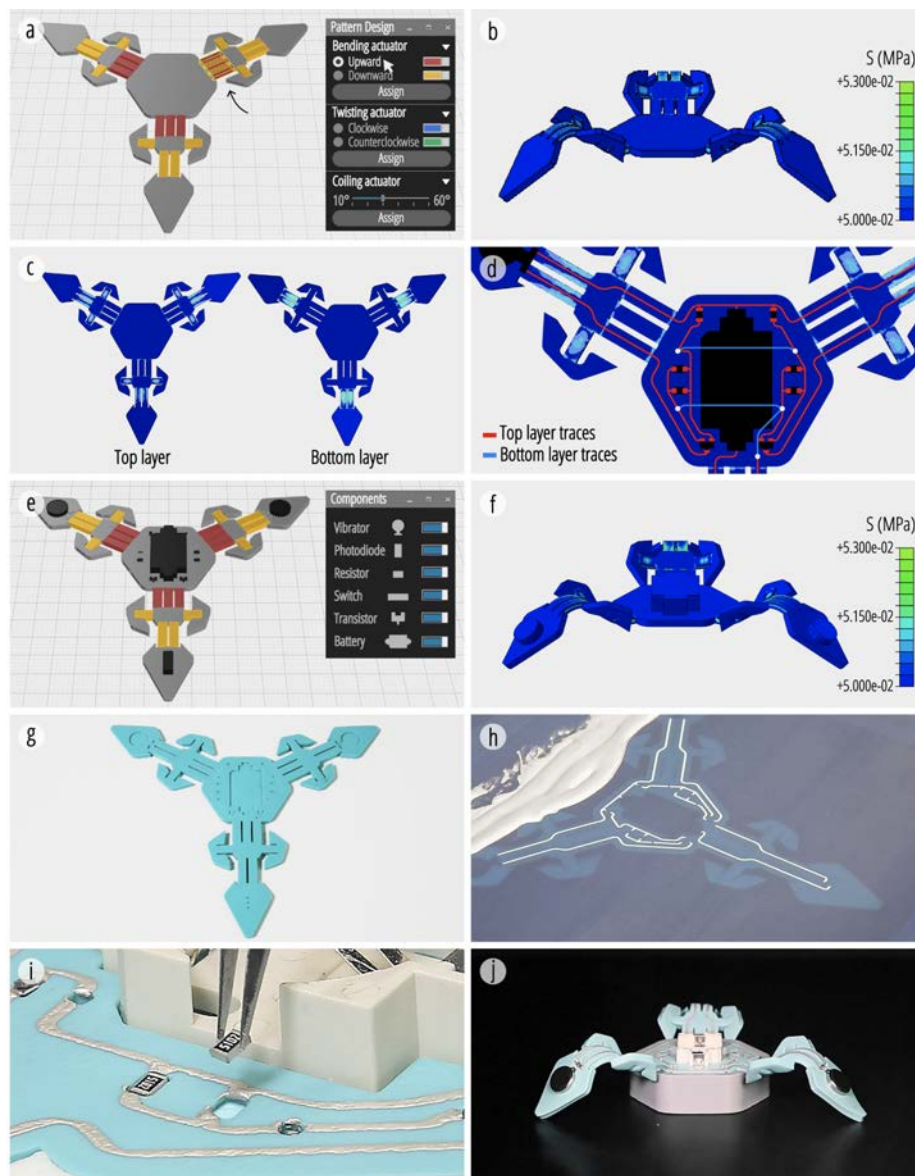 a
Pattern Design
Bending actuator
Upward
Downward
Assign
Twisting actuator
Clockwise
Counterclockwise
Assign
Coiling actuator
10° 60°
Assign
b
S (MPa)
+5.300e-02
+5.150e-02
+5.000e-02
c
Top layer
Bottom layer
d
Top layer traces
Bottom layer traces
e
Components
Vibrator
Photodiode
Resistor
Switch
Transistor
Battery
f
S (MPa)
+5.300e-02
+5.150e-02
+5.000e-02
g
h
i
j